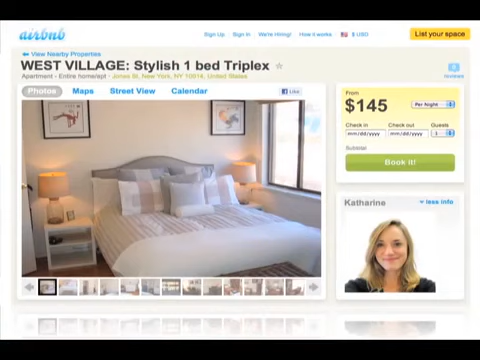 airbnb
Sign Up Sign In We're Hiring! How it works $ USD
List your space
View Nearby Properties
WEST VILLAGE: Stylish 1 bed Triplex
Apartment - Entire home/apt - Jones St, New York, NY 10014, United States
reviews
Photos Maps Street View Calendar
Like
From
$145
Per Night
Check in Check out Guests
mm/dd/yyyy mm/dd/yyyy 1
Subtotal
Book it!
Katharine
less info